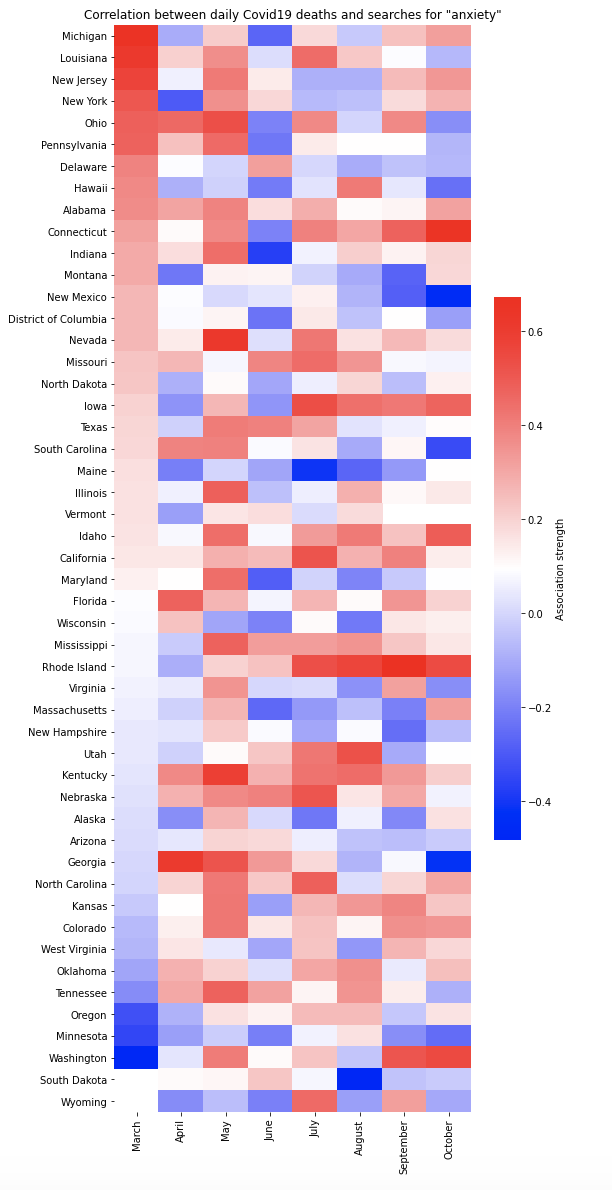 Correlation between daily Covid19 deaths and searches for "anxiety"
Michigan
Louisiana
New Jersey
New York
Ohio
Pennsylvania
Delaware
Hawaii
Alabama
Connecticut
Indiana
Montana
New Mexico
District of Columbia
Nevada
Missouri
North Dakota
Iowa
Texas
South Carolina
Maine
Illinois
Vermont
Idaho
California
Maryland
Florida
Wisconsin
Mississippi
Rhode Island
Virginia
Massachusetts
New Hampshire
Utah
Kentucky
Nebraska
Alaska
Arizona
Georgia
North Carolina
Kansas
Colorado
West Virginia
Oklahoma
Tennessee
Oregon
Minnesota
Washington
South Dakota
Wyoming
March
April
May
June
July
August
September
October
0.6
0.4
0.2
0.0
−0.2
−0.4
Association strength